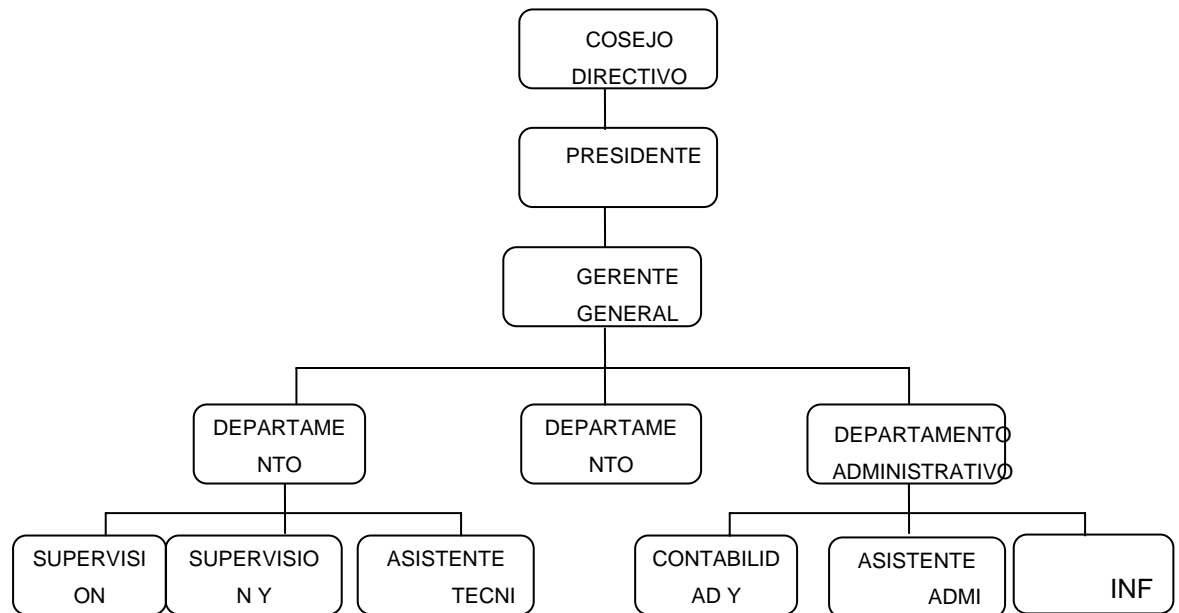 COSEJO
DIRECTIVO
PRESIDENTE
GERENTE
GENERAL
DEPARTAME
NTO
DEPARTAME
NTO
DEPARTAMENTO
ADMINISTRATIVO
SUPERVISI
ON
SUPERVISIO
N Y
ASISTENTE
TECNI
CONTABILID
AD Y
ASISTENTE
ADMI
INF